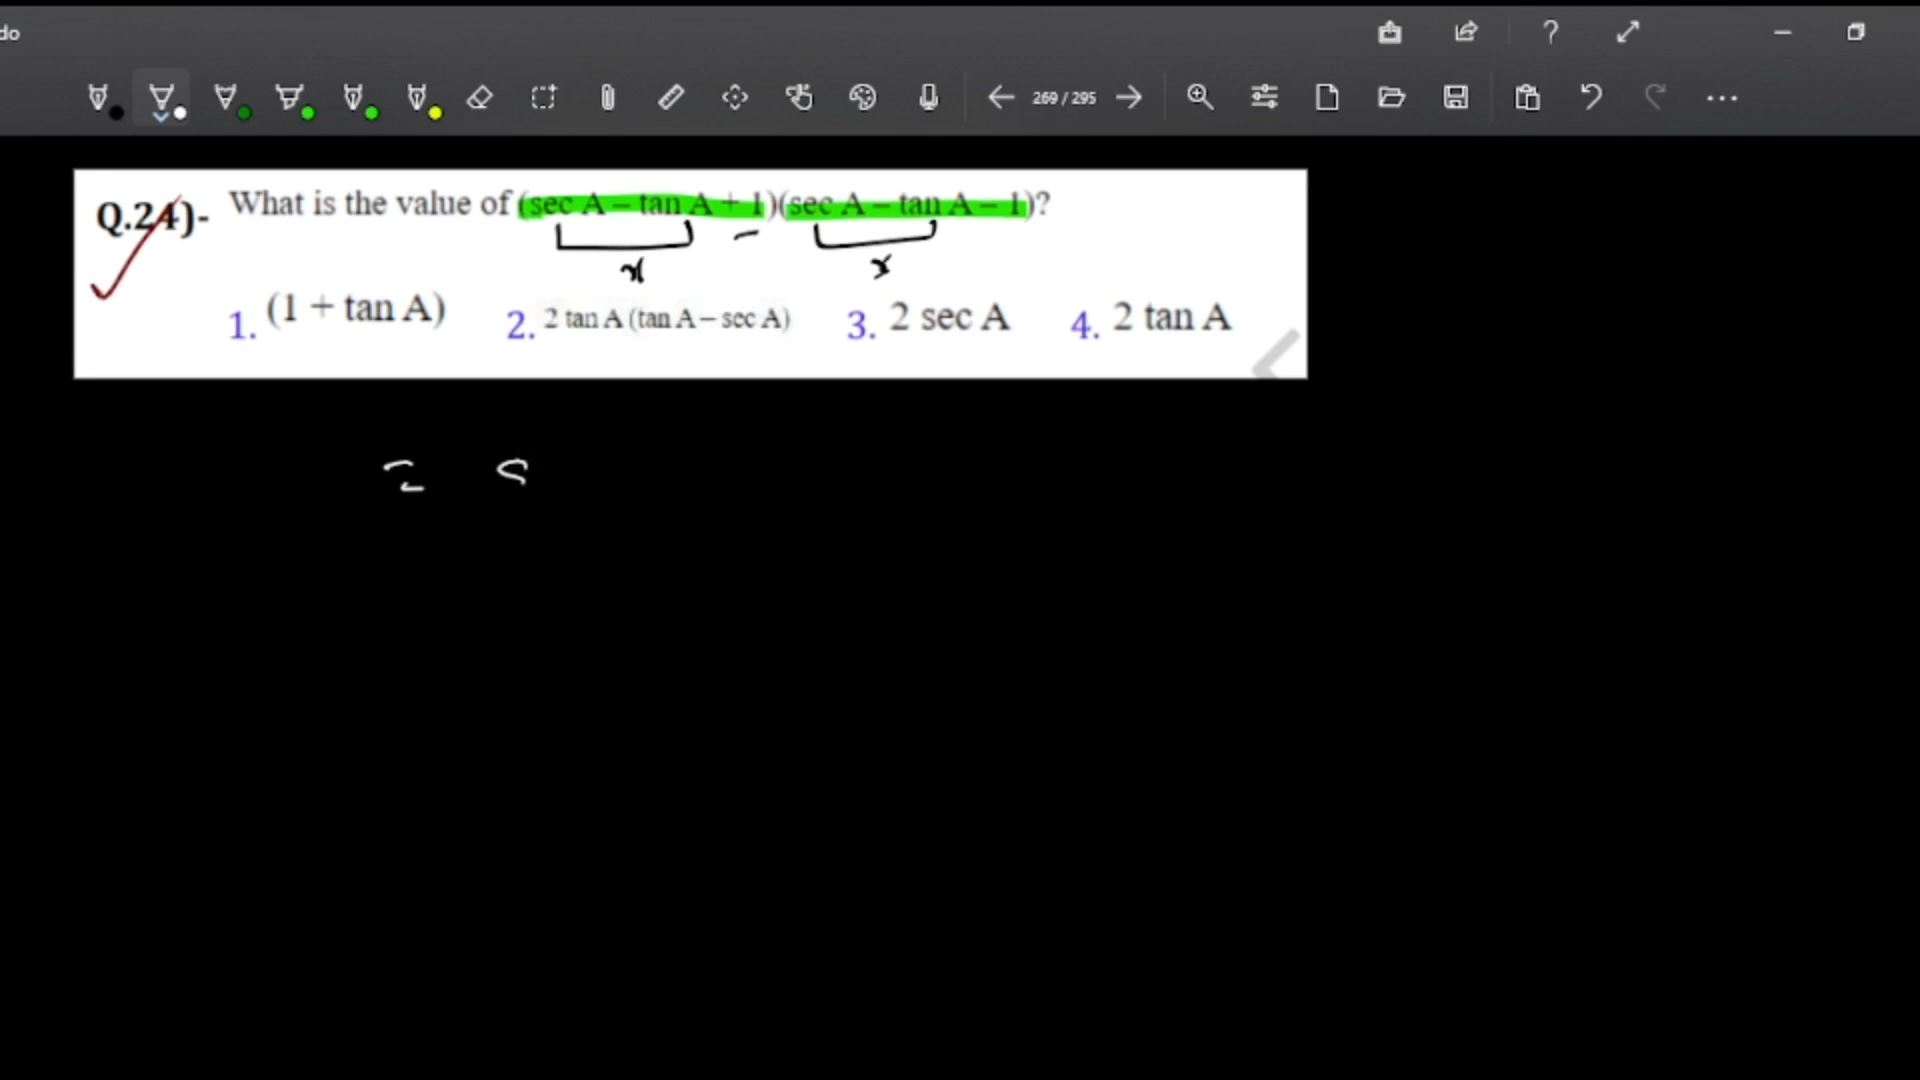 do
269 / 295
Q.24)- What is the value of (sec A – tan A + 1)(sec A – tan A – 1)?
x x
1. (1 + tan A) 2. 2 tan A (tan A – sec A) 3. 2 sec A 4. 2 tan A
= S